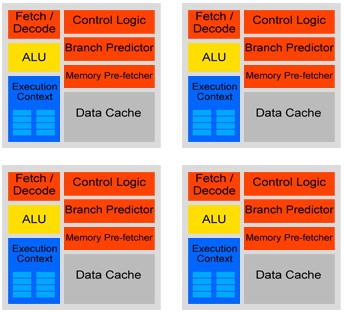 Fetch /
Decode
Control Logic
ALU
Branch Predictor
Memory Pre-fetcher
Execution
Context
Data Cache
Fetch /
Decode
Control Logic
ALU
Branch Predictor
Memory Pre-fetcher
Execution
Context
Data Cache
Fetch /
Decode
Control Logic
ALU
Branch Predictor
Memory Pre-fetcher
Execution
Context
Data Cache
Fetch /
Decode
Control Logic
ALU
Branch Predictor
Memory Pre-fetcher
Execution
Context
Data Cache